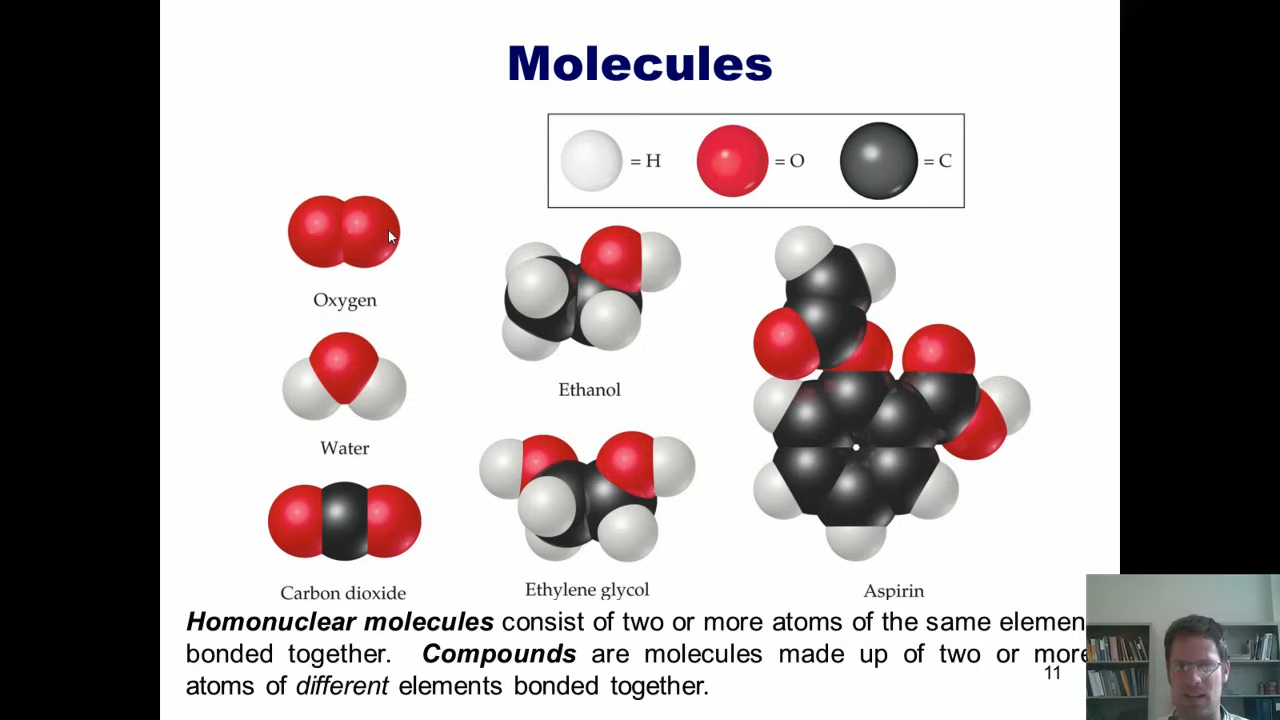 Molecules
= H
= O
= C
Oxygen
Water
Carbon dioxide
Ethanol
Ethylene glycol
Aspirin
Homonuclear molecules consist of two or more atoms of the same elemen
bonded together. Compounds are molecules made up of two or more
atoms of different elements bonded together.
11